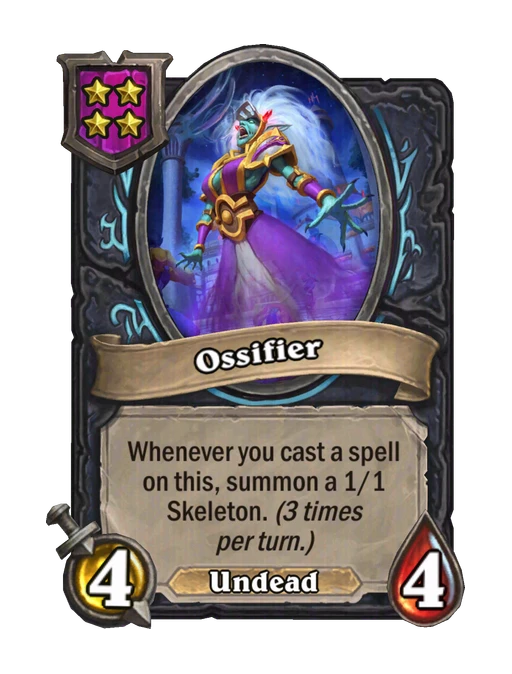 Ossifier
Whenever you cast a spell
on this, summon a 1/1
Skeleton. (3 times
per turn.)
4
Undead
4